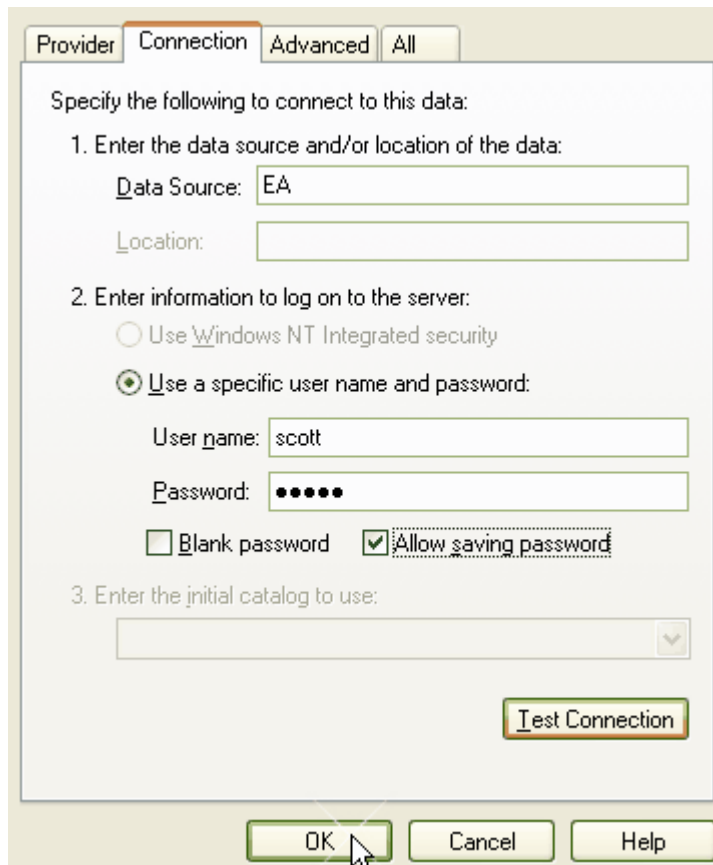 Provider Connection Advanced All
Specify the following to connect to this data:
1. Enter the data source and/or location of the data:
Data Source: EA
Location:
2. Enter information to log on to the server:
Use Windows NT Integrated security
Use a specific user name and password:
User name: scott
Password: •••••
Blank password Allow saving password
3. Enter the initial catalog to use:
Test Connection
OK Cancel Help